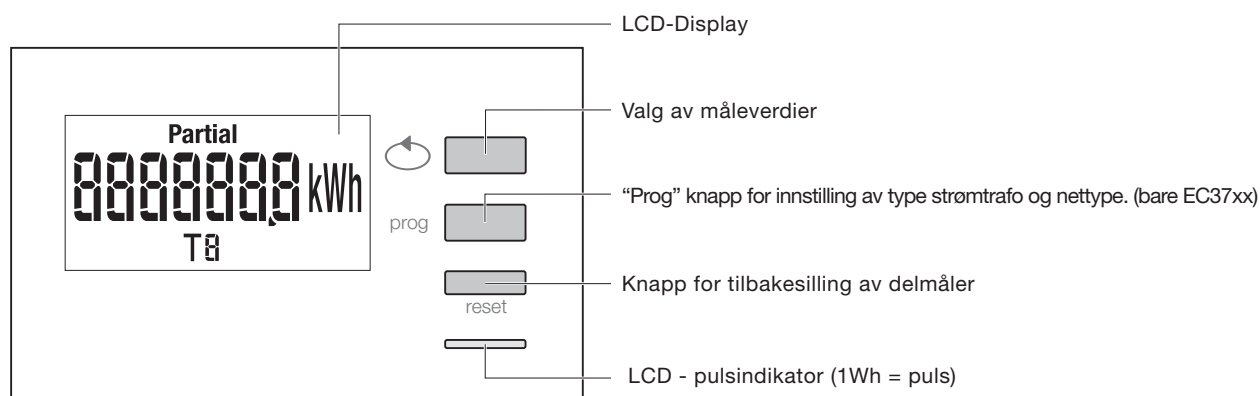 LCD-Display
Valg av måleverdier
Partial
8888888 kWh
“Prog” knapp for innstilling av type strømtrafo og nettype. (bare EC37xx)
prog
T8
Knapp for tilbakesilling av delmåler
reset
LCD - pulsindikator (1Wh = puls)